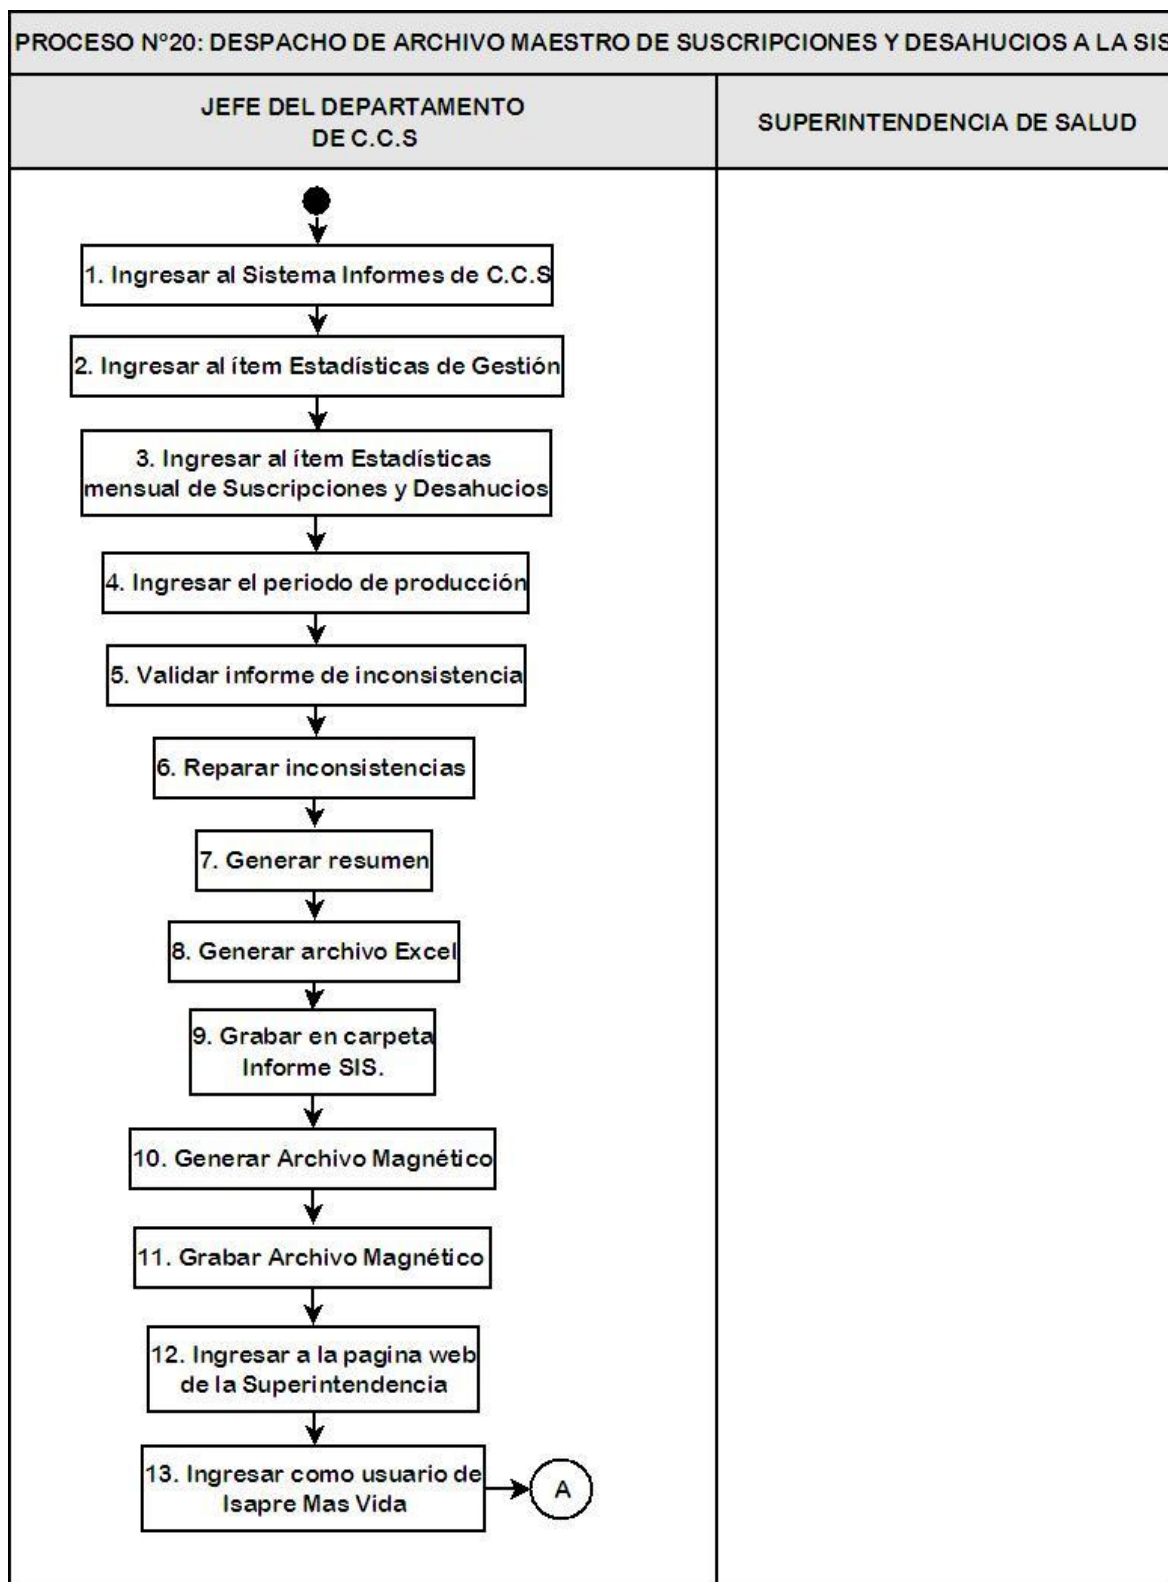 PROCESO Nº20: DESPACHO DE ARCHIVO MAESTRO DE SUSCRIPCIONES Y DESAHUCIOS A LA SIS
JEFE DEL DEPARTAMENTO
DE C.C.S
SUPERINTENDENCIA DE SALUD
1. Ingresar al Sistema Informes de C.C.S
2. Ingresar al ítem Estadísticas de Gestión
3. Ingresar al ítem Estadísticas
mensual de Suscripciones y Desahucios
4. Ingresar el periodo de producción
5. Validar informe de inconsistencia
6. Reparar inconsistencias
7. Generar resumen
8. Generar archivo Excel
9. Grabar en carpeta
Informe SIS.
10. Generar Archivo Magnético
11. Grabar Archivo Magnético
12. Ingresar a la pagina web
de la Superintendencia
13. Ingresar como usuario de
Isapre Mas Vida
A